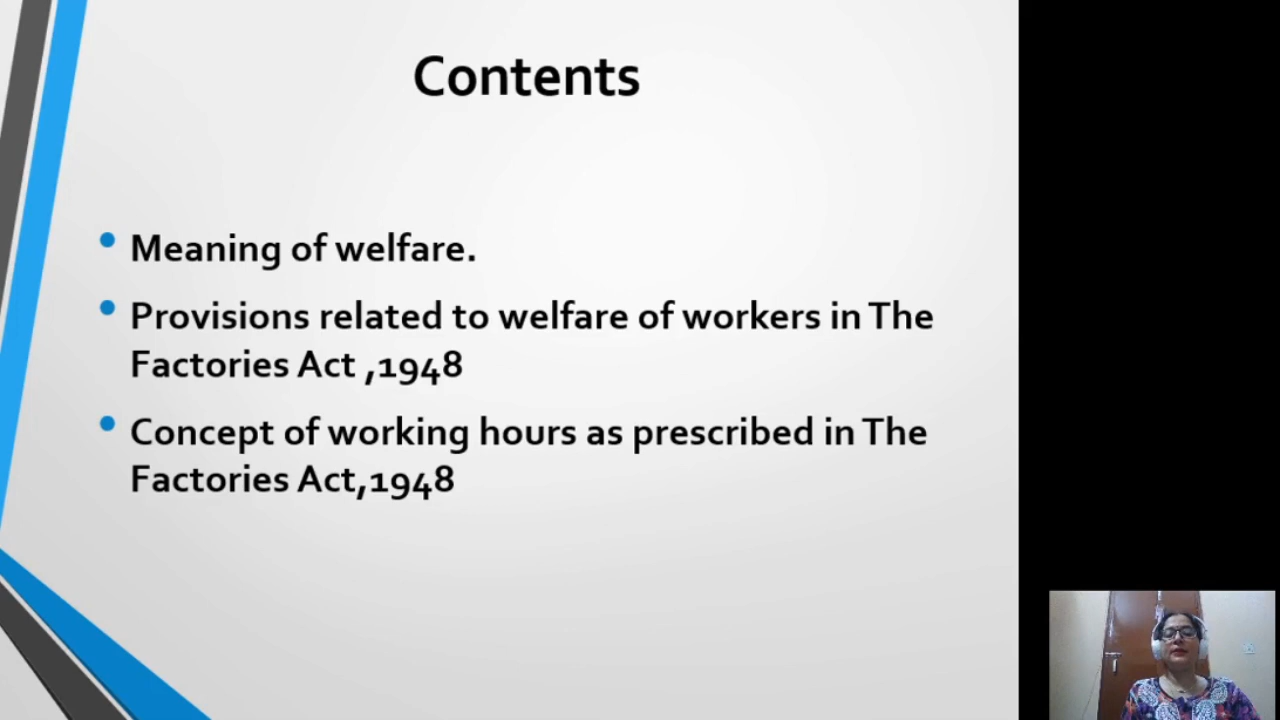 Contents
• Meaning of welfare.
• Provisions related to welfare of workers in The
Factories Act ,1948
• Concept of working hours as prescribed in The
Factories Act,1948